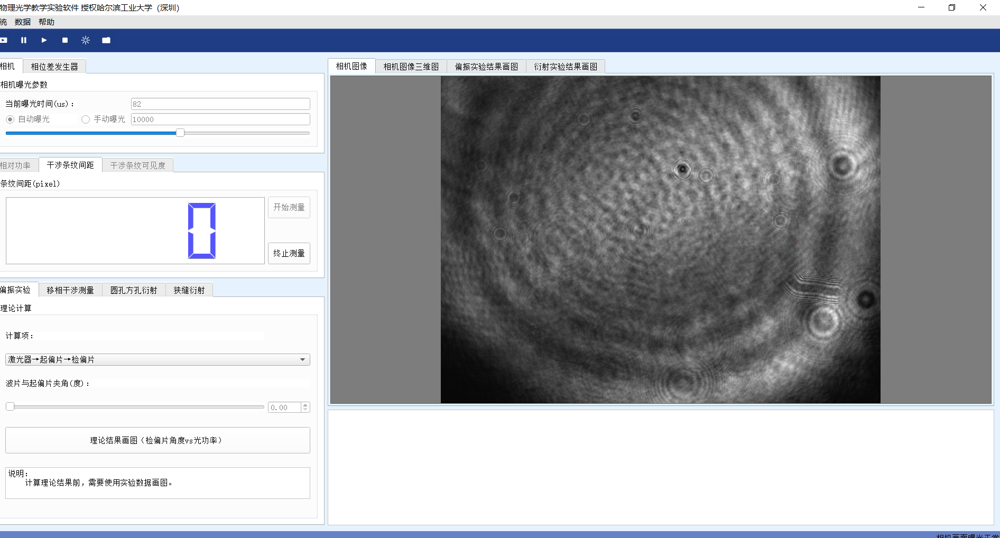 物理光学教学实验软件 授权哈尔滨工业大学（深圳）
统 数据 帮助
相机 相位差发生器
相机曝光参数
当前曝光时间(us)： 82
自动曝光 手动曝光 10000
相对功率 干涉条纹间距 干涉条纹可见度
条纹间距(pixel)
0
开始测量
终止测量
偏振实验 移相干涉测量 圆孔方孔衍射 狭缝衍射
理论计算
计算项：
激光器→起偏片→检偏片
波片与起偏片夹角(度)：
0.00
理论结果画图（检偏片角度vs光功率）
说明：
计算理论结果前，需要使用实验数据画图。
相机图像 相机图像三维图 偏振实验结果画图 衍射实验结果画图
相机画面曝光正常